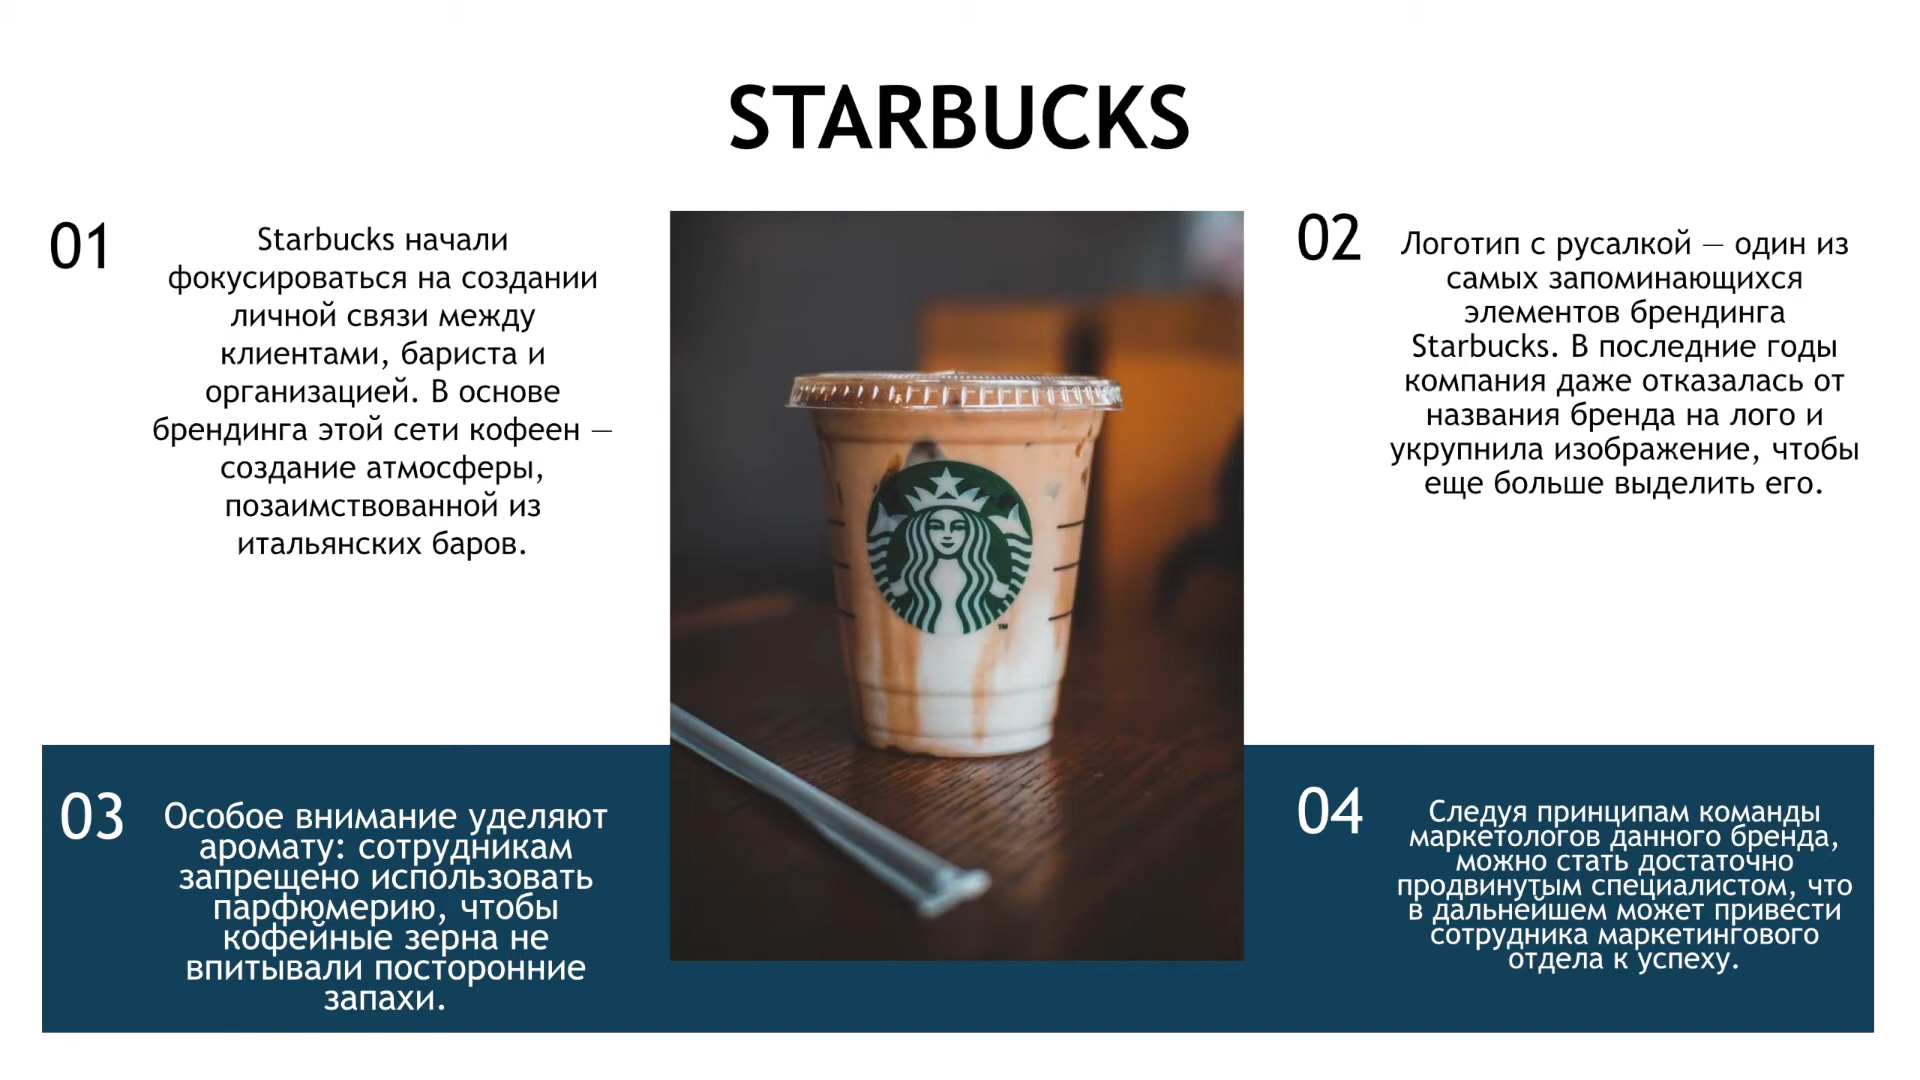 STARBUCKS
01
Starbucks начали
фокусироваться на создании
личной связи между
клиентами, бариста и
организацией. В основе
брендинга этой сети кофеен —
создание атмосферы,
позаимствованной из
итальянских баров.
02
Логотип с русалкой — один из
самых запоминающихся
элементов брендинга
Starbucks. В последние годы
компания даже отказалась от
названия бренда на лого и
укрупнила изображение, чтобы
еще больше выделить его.
TM
03
Особое внимание уделяют
аромату: сотрудникам
запрещено использовать
парфюмерию, чтобы
кофейные зерна не
впитывали посторонние
запахи.
04
Следуя принципам команды
маркетологов данного бренда,
можно стать достаточно
продвинутым специалистом, что
в дальнейшем может привести
сотрудника маркетингового
отдела к успеху.